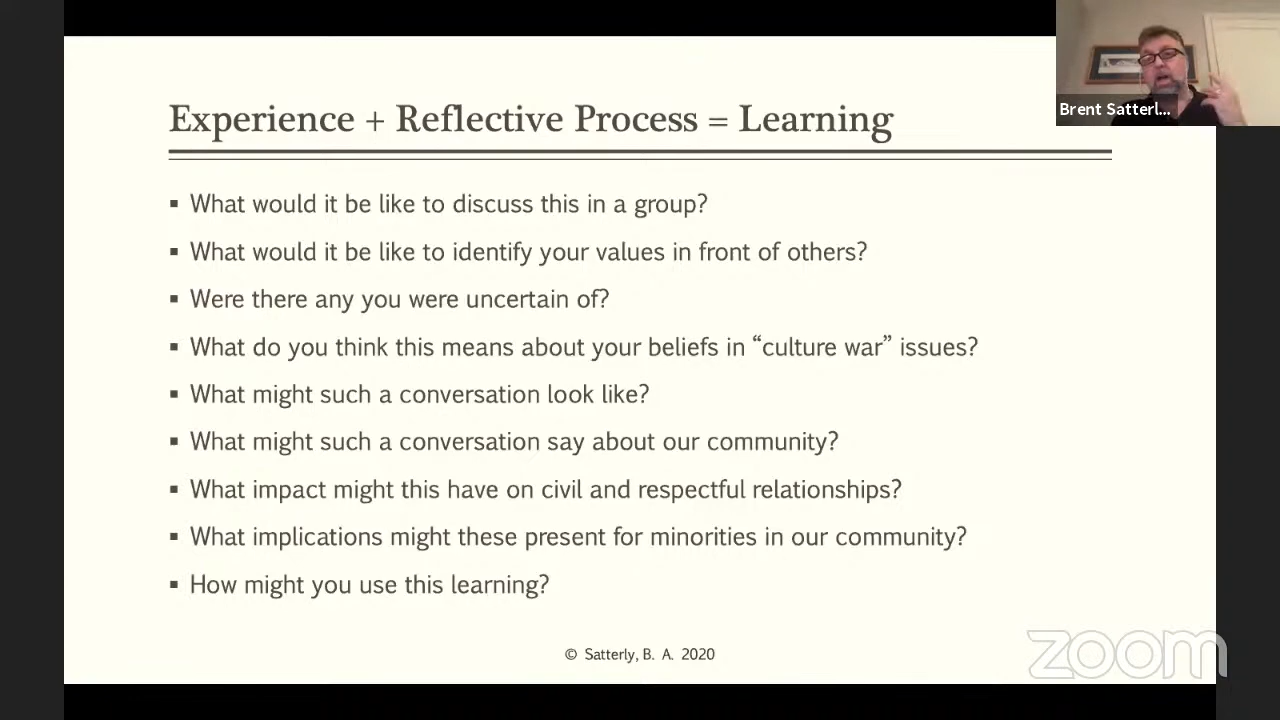 Experience + Reflective Process = Learning
Brent Satterl...
▪ What would it be like to discuss this in a group?
▪ What would it be like to identify your values in front of others?
▪ Were there any you were uncertain of?
▪ What do you think this means about your beliefs in “culture war” issues?
▪ What might such a conversation look like?
▪ What might such a conversation say about our community?
▪ What impact might this have on civil and respectful relationships?
▪ What implications might these present for minorities in our community?
▪ How might you use this learning?
© Satterly, B. A. 2020
zoom